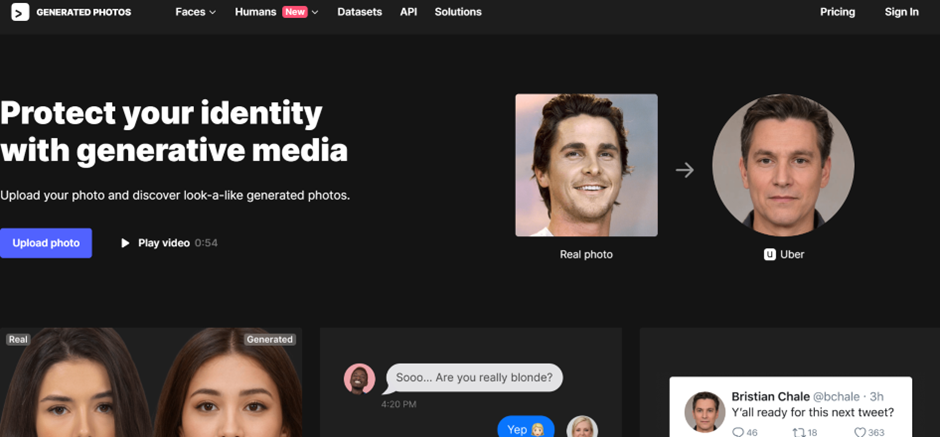 GENERATED PHOTOS
Faces Humans New Datasets API Solutions Pricing Sign In
Protect your identity
with generative media
Upload your photo and discover look-a-like generated photos.
Upload photo Play video 0:54
Real photo
U Uber
Real Generated
Sooo... Are you really blonde?
4:20 PM
Yep 👩🏼
Bristian Chale @bchale · 3h
Y'all ready for this next tweet?
46 18 363